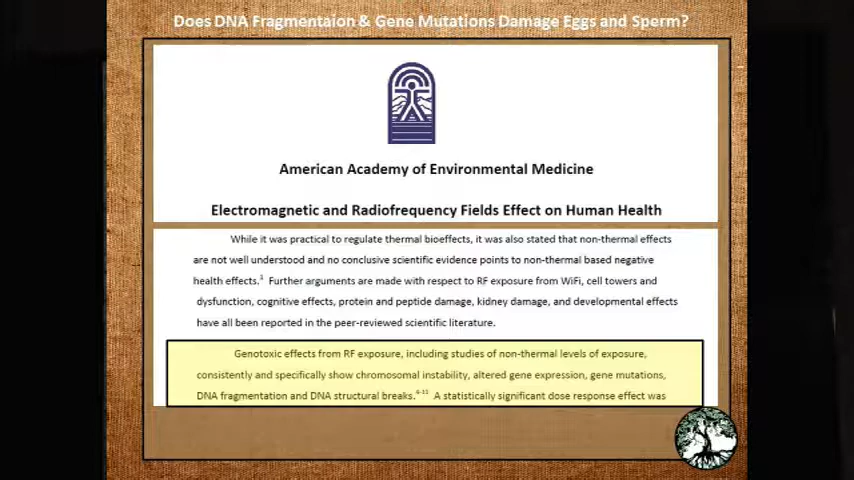 Does DNA Fragmentaion & Gene Mutations Damage Eggs and Sperm?
American Academy of Environmental Medicine
Electromagnetic and Radiofrequency Fields Effect on Human Health
While it was practical to regulate thermal bioeffects, it was also stated that non-thermal effects
are not well understood and no conclusive scientific evidence points to non-thermal based negative
health effects.¹ Further arguments are made with respect to RF exposure from WiFi, cell towers and
dysfunction, cognitive effects, protein and peptide damage, kidney damage, and developmental effects
have all been reported in the peer-reviewed scientific literature.
Genotoxic effects from RF exposure, including studies of non-thermal levels of exposure,
consistently and specifically show chromosomal instability, altered gene expression, gene mutations,
DNA fragmentation and DNA structural breaks.⁴⁻¹¹ A statistically significant dose response effect was